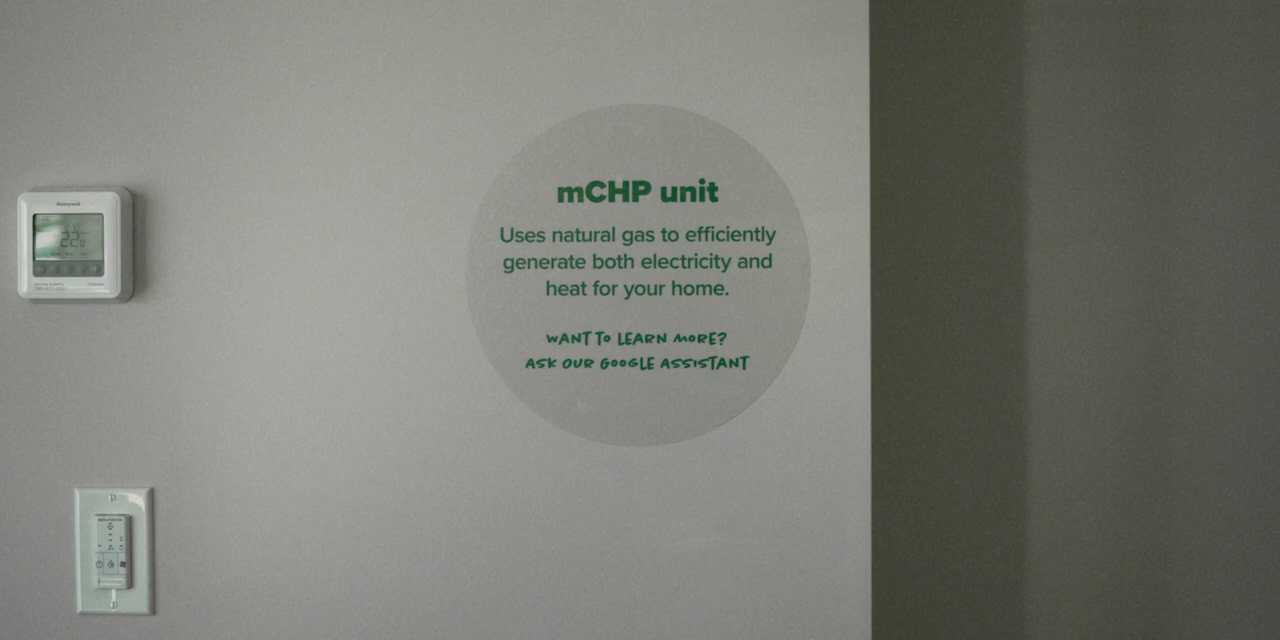 Honeywell
mCHP unit
Uses natural gas to efficiently
generate both electricity and
heat for your home.
WANT TO LEARN MORE?
ASK OUR GOOGLE ASSISTANT